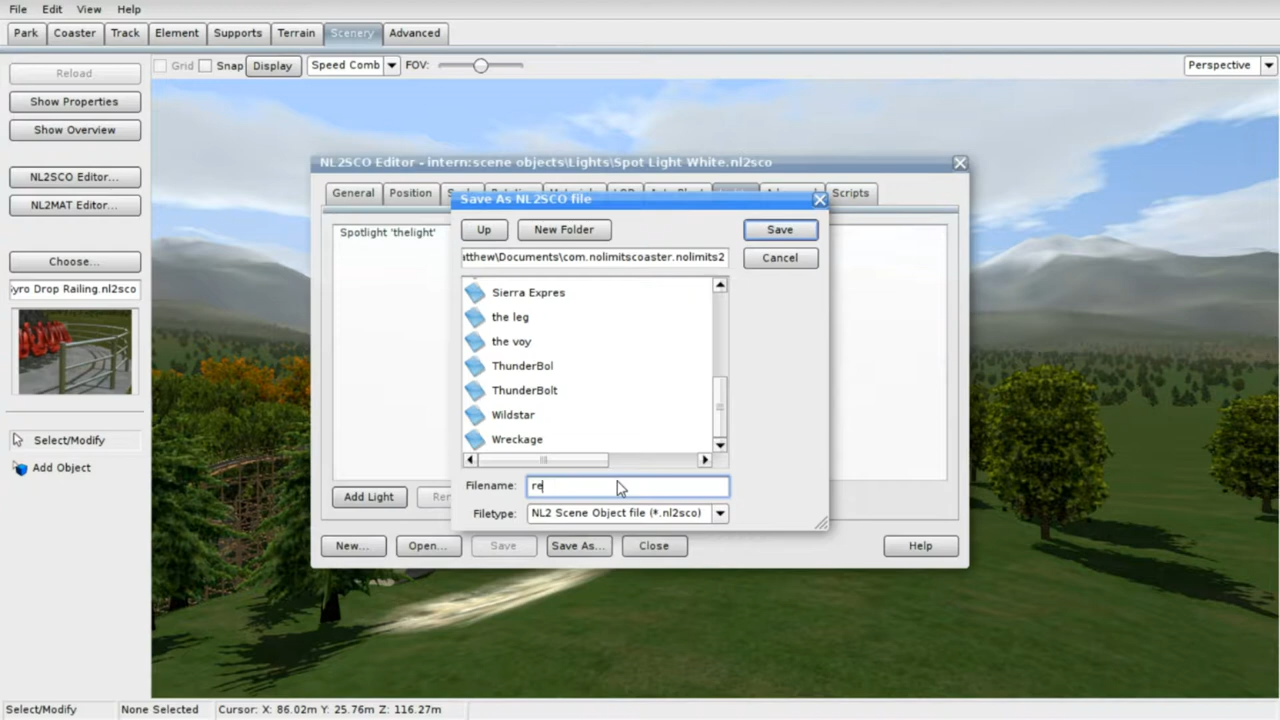 File Edit View Help
Park Coaster Track Element Supports Terrain Scenery Advanced
Reload
Grid Snap Display Speed Comb FOV: Perspective
Show Properties
Show Overview
NL2SCO Editor...
NL2MAT Editor...
Choose...
yro Drop Railing.nl2sco
Select/Modify
Add Object
NL2SCO Editor - intern:scene objects\Lights\Spot Light White.nl2sco
General Position Scripts
Spotlight 'thelight'
Save As NL2SCO file
Up New Folder Save
tthew\Documents\com.nolimitscoaster.nolimits2 Cancel
Sierra Expres
the leg
the voy
ThunderBol
ThunderBolt
Wildstar
Wreckage
Filename: re
Filetype: NL2 Scene Object file (*.nl2sco)
Add Light Rer
New... Open... Save Save As... Close Help
Select/Modify None Selected Cursor: X: 86.02m Y: 25.76m Z: 116.27m